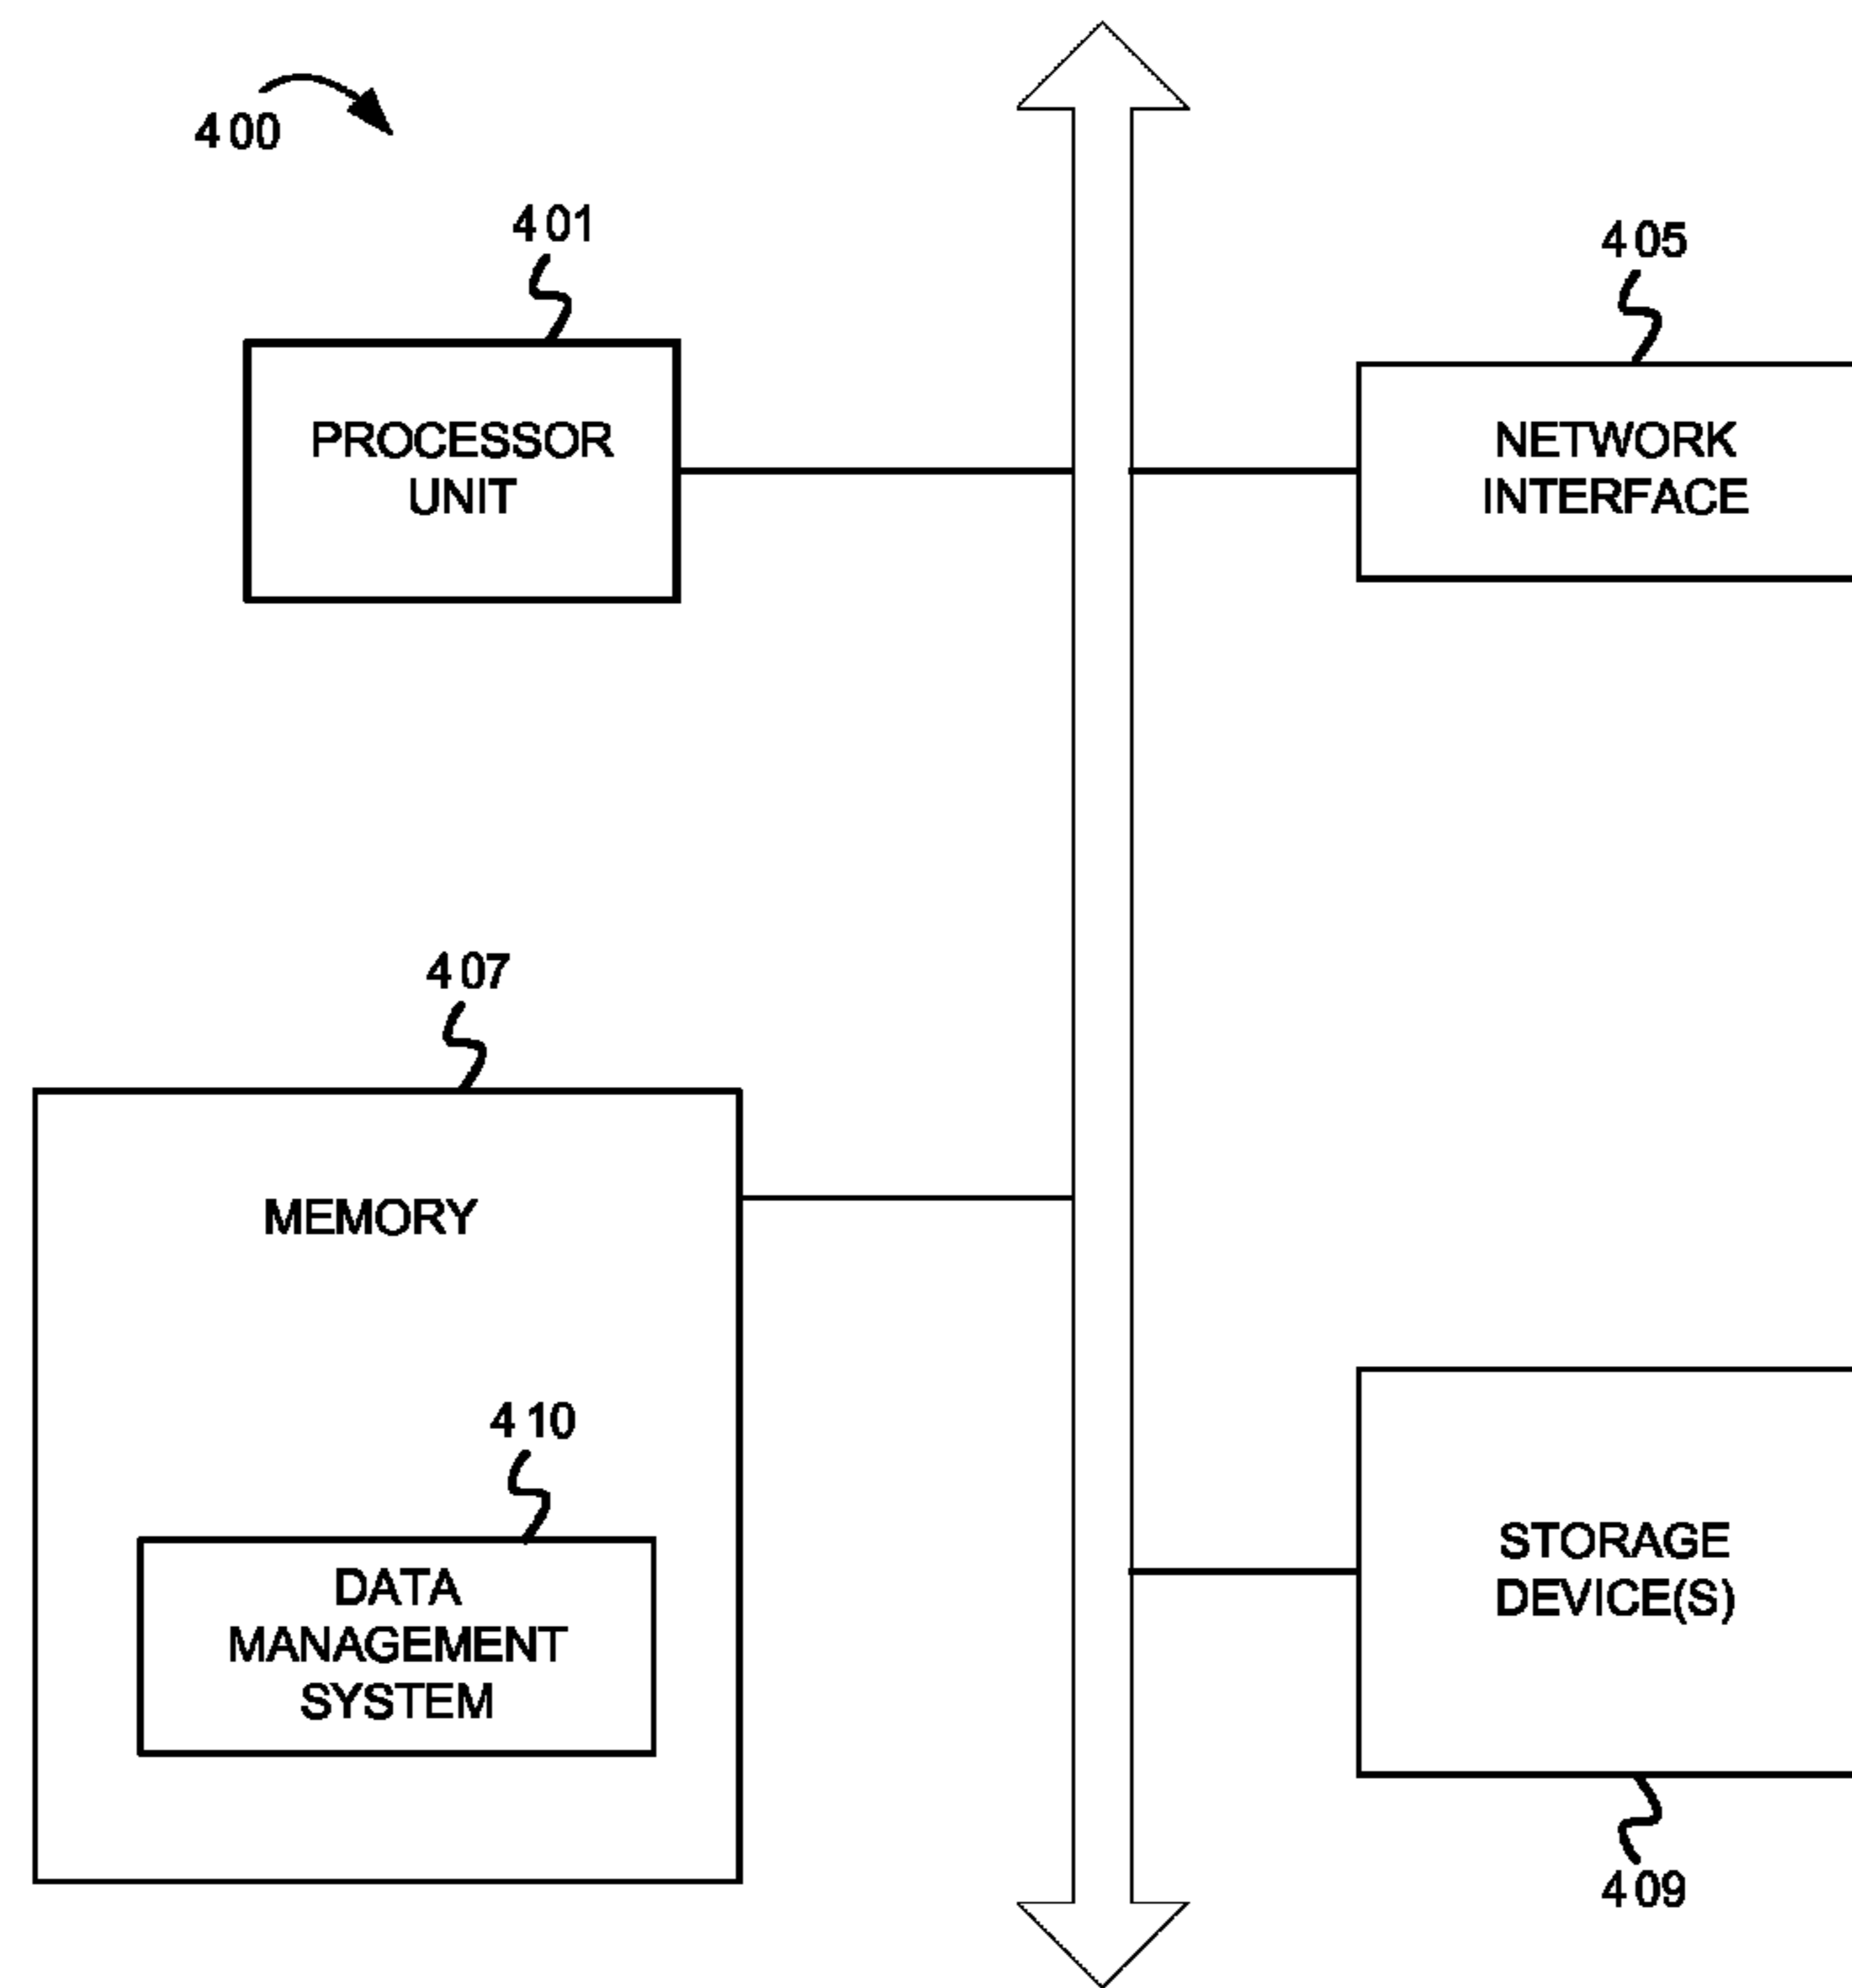 400
401
PROCESSOR
UNIT
405
NETWORK
INTERFACE
407
MEMORY
410
DATA
MANAGEMENT
SYSTEM
STORAGE
DEVICE(S)
409